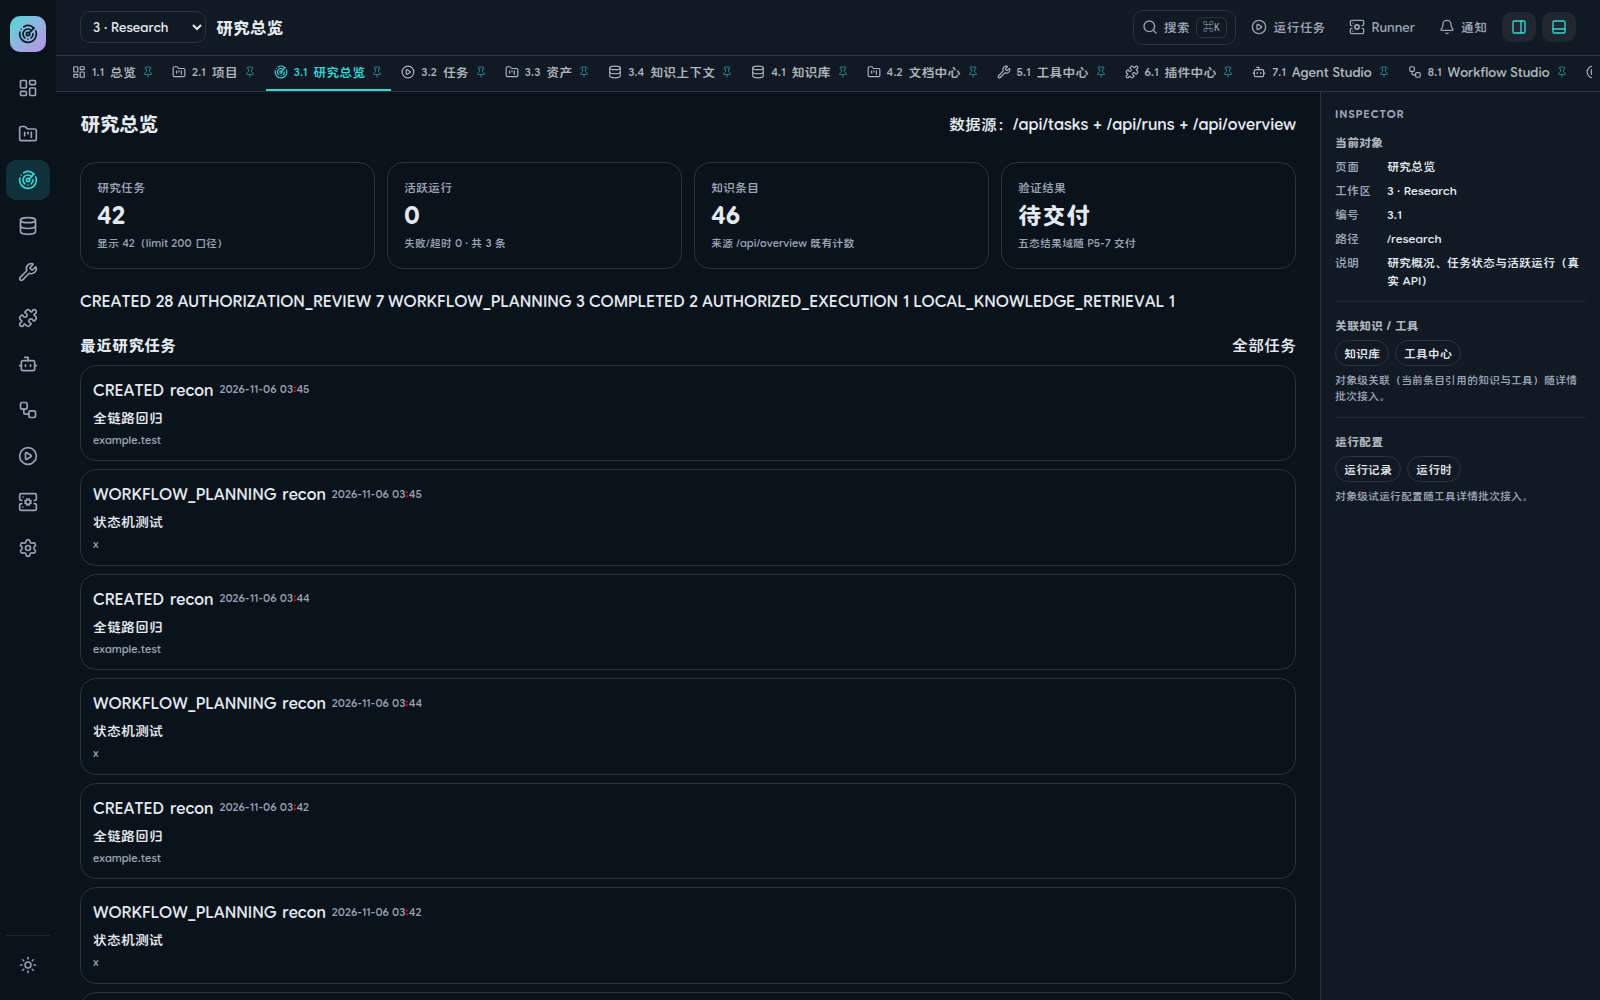 3 · Research
研究总览
搜索 ⌘K
运行任务
Runner
通知
1.1 总览
2.1 项目
3.1 研究总览
3.2 任务
3.3 资产
3.4 知识上下文
4.1 知识库
4.2 文档中心
5.1 工具中心
6.1 插件中心
7.1 Agent Studio
8.1 Workflow Studio
研究总览
数据源：/api/tasks + /api/runs + /api/overview
研究任务
42
显示 42（limit 200 口径）
活跃运行
0
失败/超时 0 · 共 3 条
知识条目
46
来源 /api/overview 既有计数
验证结果
待交付
五态结果域随 P5-7 交付
CREATED 28 AUTHORIZATION_REVIEW 7 WORKFLOW_PLANNING 3 COMPLETED 2 AUTHORIZED_EXECUTION 1 LOCAL_KNOWLEDGE_RETRIEVAL 1
最近研究任务
全部任务
CREATED recon 2026-11-06 03:45
全链路回归
example.test
WORKFLOW_PLANNING recon 2026-11-06 03:45
状态机测试
x
CREATED recon 2026-11-06 03:44
全链路回归
example.test
WORKFLOW_PLANNING recon 2026-11-06 03:44
状态机测试
x
CREATED recon 2026-11-06 03:42
全链路回归
example.test
WORKFLOW_PLANNING recon 2026-11-06 03:42
状态机测试
x
INSPECTOR
当前对象
页面 研究总览
工作区 3 · Research
编号 3.1
路径 /research
说明 研究概况、任务状态与活跃运行（真
实 API）
关联知识 / 工具
知识库 工具中心
对象级关联（当前条目引用的知识与工具）随详情
批次接入。
运行配置
运行记录 运行时
对象级试运行配置随工具详情批次接入。